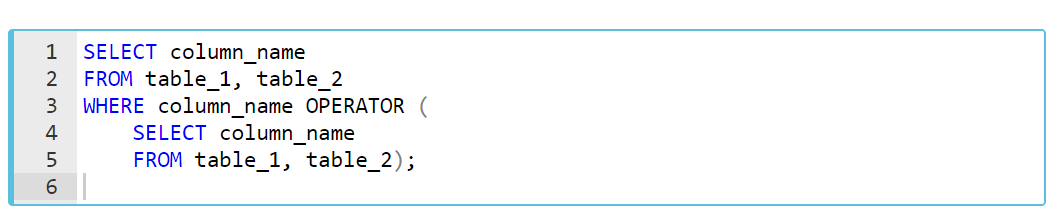 1 SELECT column_name
2 FROM table_1, table_2
3 WHERE column_name OPERATOR (
4     SELECT column_name
5     FROM table_1, table_2);
6